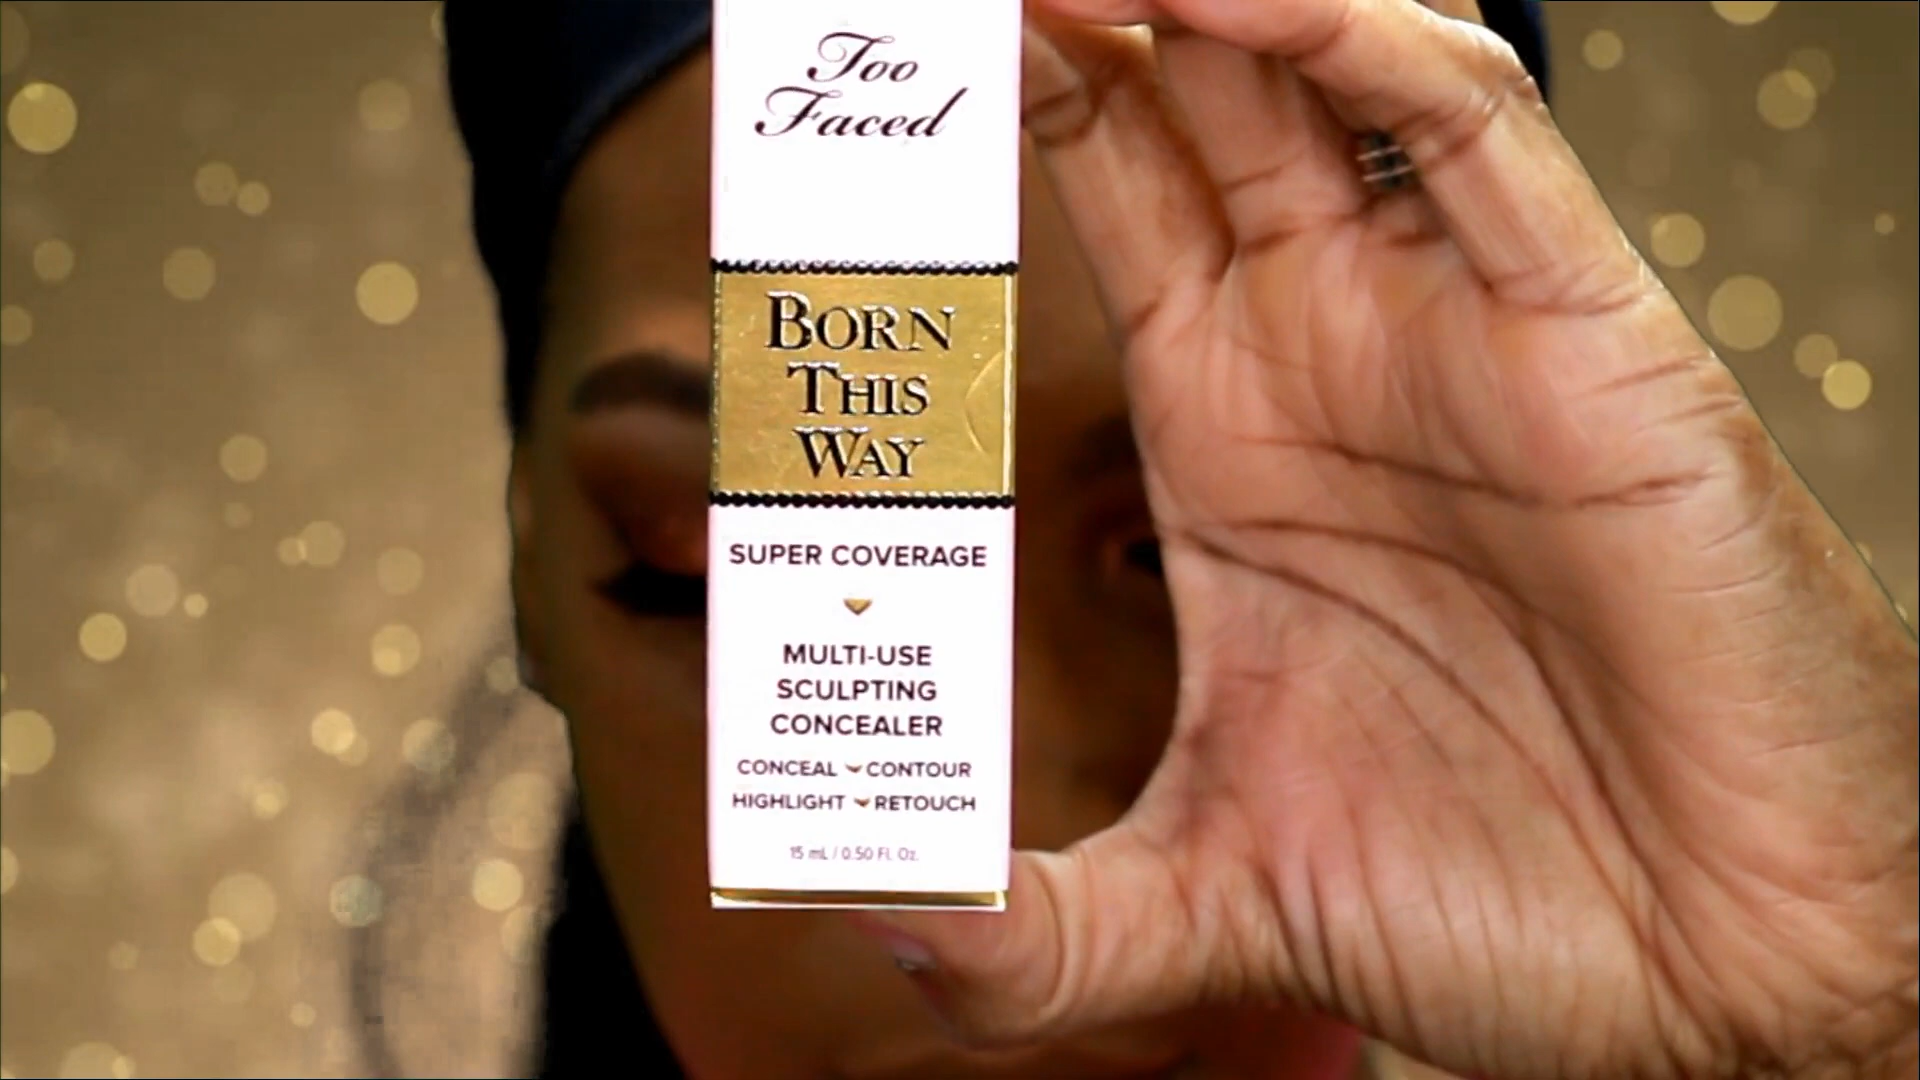 Too
Faced
BORN
THIS
WAY
SUPER COVERAGE
MULTI-USE
SCULPTING
CONCEALER
CONCEAL CONTOUR
HIGHLIGHT RETOUCH
15 mL / 0.50 Fl. Oz.